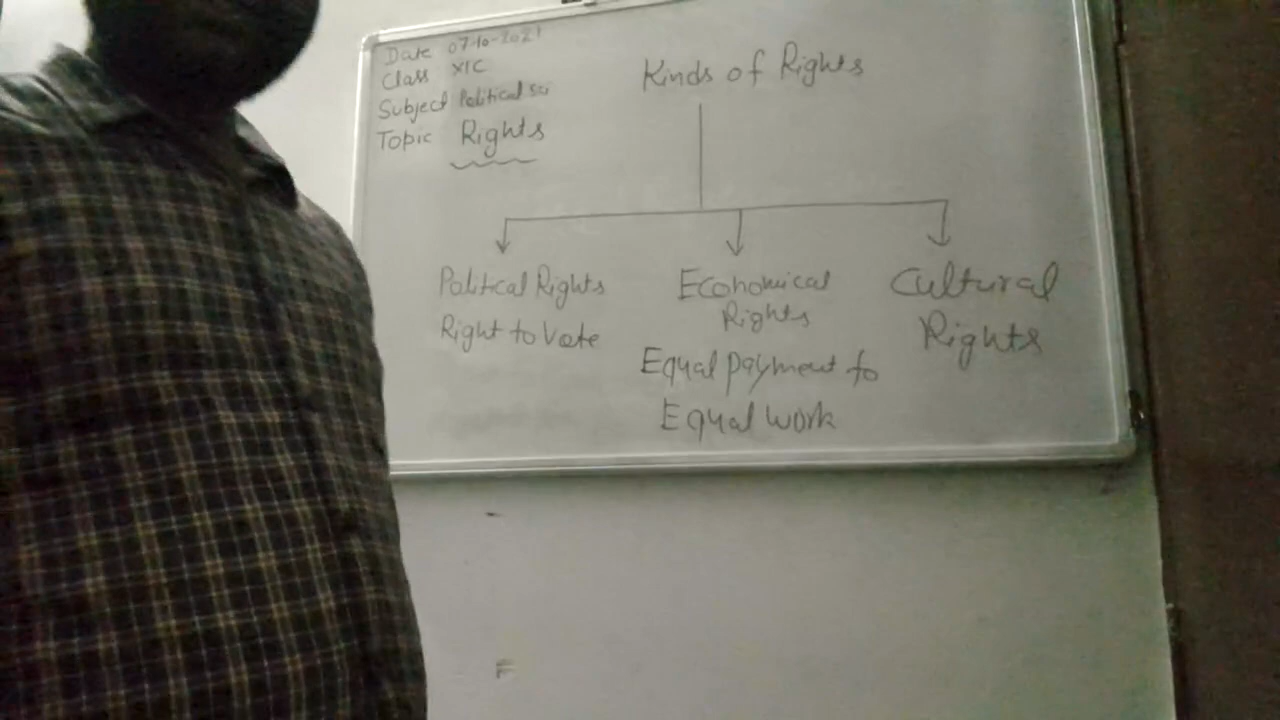 Date 07-10-2021
Class XIC
Subject Political Sci
Topic Rights
Kinds of Rights
Political Rights
Right to Vote
Economical
Rights
Equal payment to
Equal work
Cultural
Rights